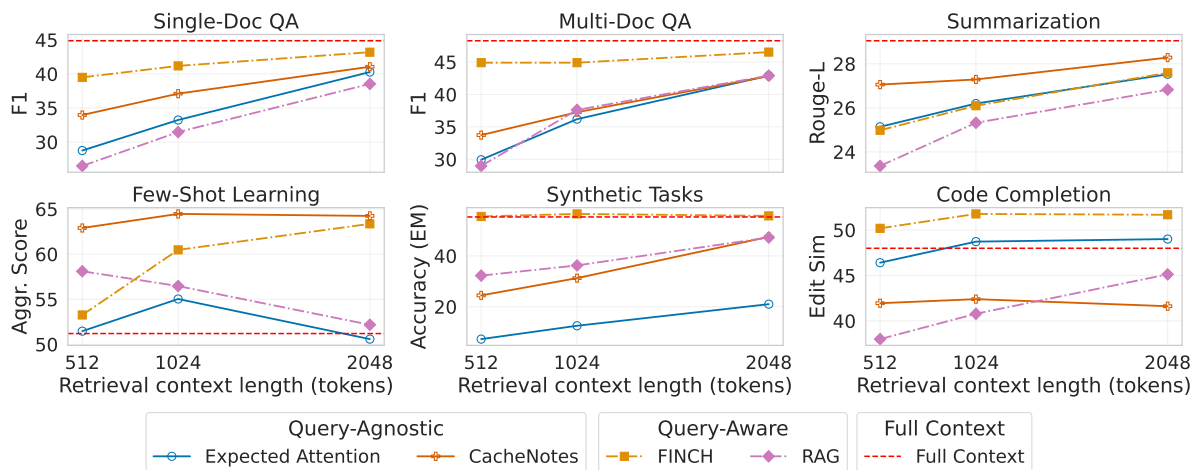 Single-Doc QA
Multi-Doc QA
Summarization
45
40
35
30
F1
45
40
35
30
F1
28
26
24
Rouge-L
Few-Shot Learning
Synthetic Tasks
Code Completion
65
60
55
50
Aggr. Score
40
20
Accuracy (EM)
50
45
40
Edit Sim
512 1024 2048
512 1024 2048
512 1024 2048
Retrieval context length (tokens)
Retrieval context length (tokens)
Retrieval context length (tokens)
Query-Agnostic
Expected Attention CacheNotes
Query-Aware
FINCH RAG
Full Context
Full Context